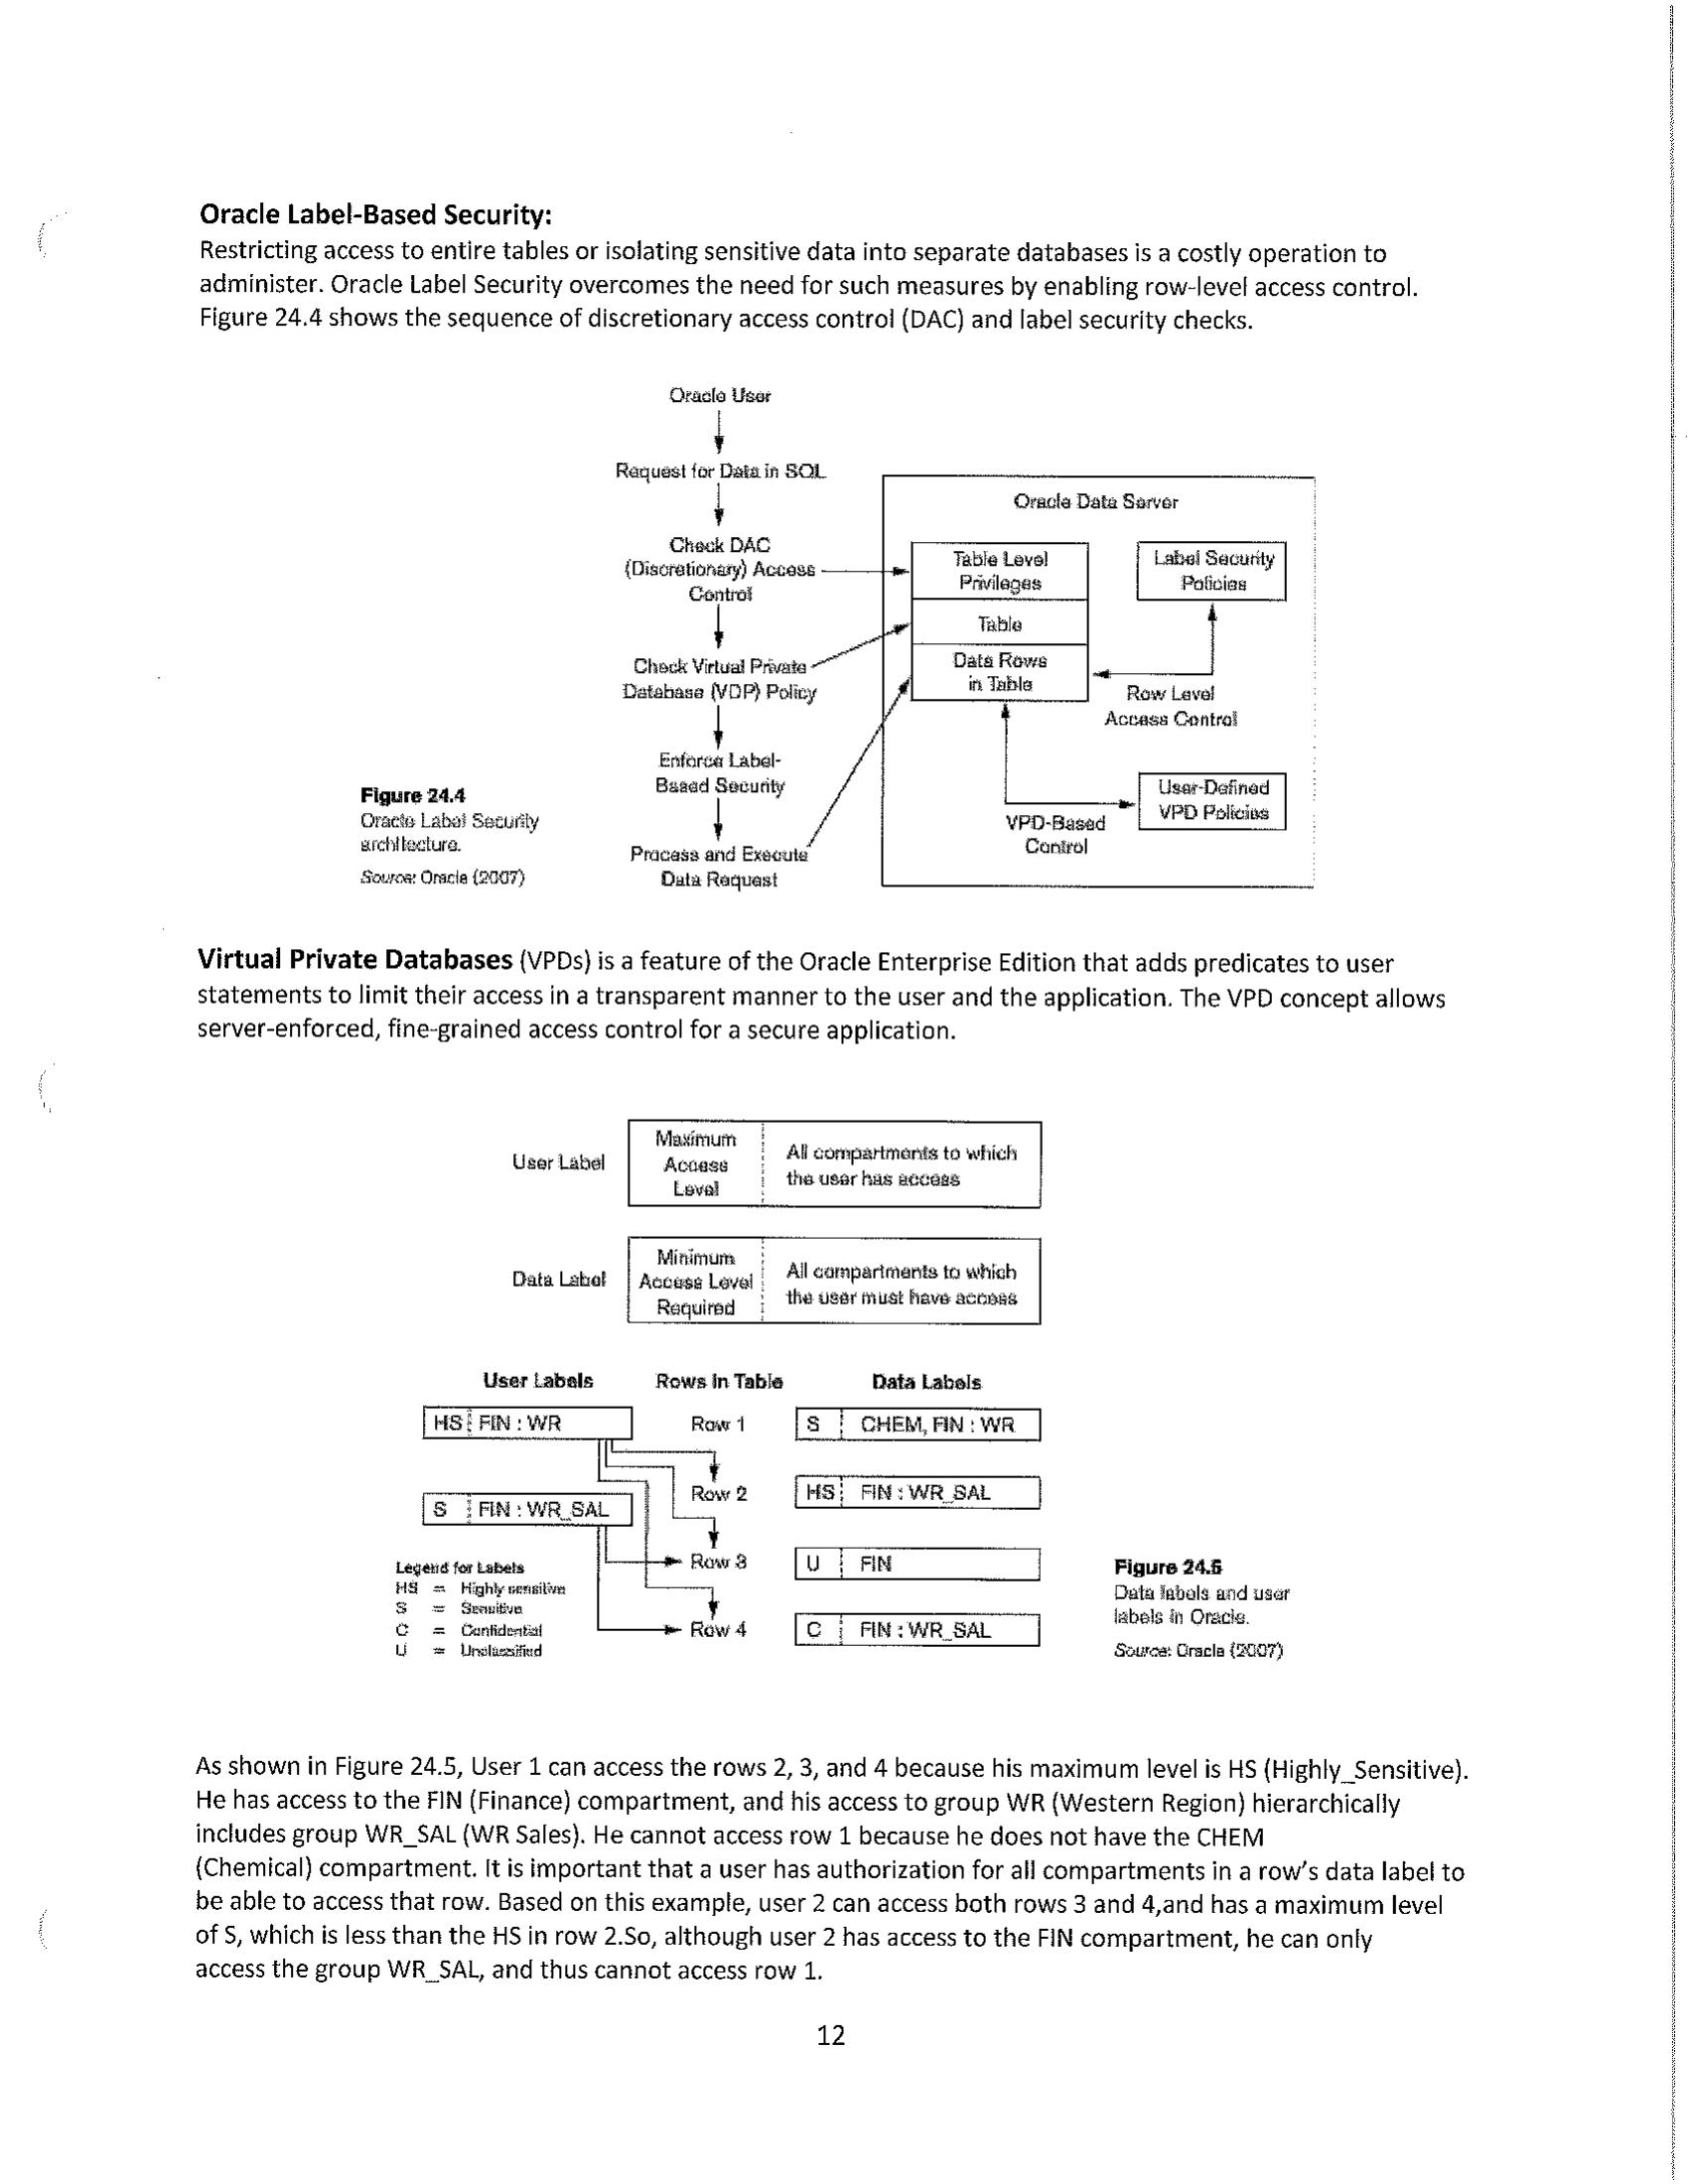 Oracle Label-Based Security:
Restricting access to entire tables or isolating sensitive data into separate databases is a costly operation to
administer. Oracle Label Security overcomes the need for such measures by enabling row-level access control.
Figure 24.4 shows the sequence of discretionary access control (DAC) and label security checks.
Oracle User
Request for Data in SQL
Check DAC
(Discretionary) Access
Control
Check Virtual Private
Database (VDP) Policy
Enforce Label-
Based Security
Process and Execute
Data Request
Oracle Data Server
Table Level
Privileges
Table
Data Rows
in Table
Label Security
Policies
Row Level
Access Control
User-Defined
VPD Policies
VPD-Based
Control
Figure 24.4
Oracle Label Security
architecture.
Source: Oracle (2007)
Virtual Private Databases (VPDs) is a feature of the Oracle Enterprise Edition that adds predicates to user
statements to limit their access in a transparent manner to the user and the application. The VPD concept allows
server-enforced, fine-grained access control for a secure application.
User Label
Maximum
Access
Level
All compartments to which
the user has access
Data Label
Minimum
Access Level
Required
All compartments to which
the user must have access
User Labels
Rows in Table
Data Labels
HS FIN : WR
Row 1
S CHEM, FIN : WR
Row 2
HS FIN : WR_SAL
S FIN : WR_SAL
Row 3
U FIN
Row 4
C FIN : WR_SAL
Legend for Labels
HS = Highly sensitive
S = Sensitive
C = Confidential
U = Unclassified
Figure 24.5
Data labels and user
labels in Oracle.
Source: Oracle (2007)
As shown in Figure 24.5, User 1 can access the rows 2, 3, and 4 because his maximum level is HS (Highly_Sensitive).
He has access to the FIN (Finance) compartment, and his access to group WR (Western Region) hierarchically
includes group WR_SAL (WR Sales). He cannot access row 1 because he does not have the CHEM
(Chemical) compartment. It is important that a user has authorization for all compartments in a row's data label to
be able to access that row. Based on this example, user 2 can access both rows 3 and 4,and has a maximum level
of S, which is less than the HS in row 2.So, although user 2 has access to the FIN compartment, he can only
access the group WR_SAL, and thus cannot access row 1.
12